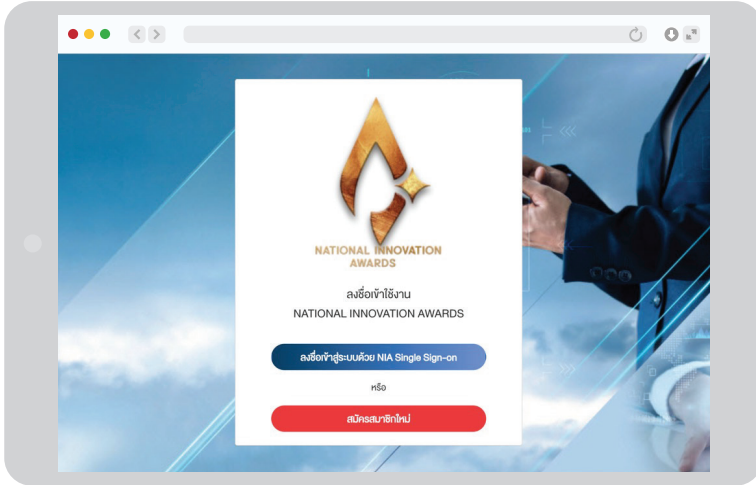 NATIONAL INNOVATION
AWARDS
ลงชื่อเข้าใช้งาน
NATIONAL INNOVATION AWARDS
ลงชื่อเข้าสู่ระบบด้วย NIA Single Sign-on
หรือ
สมัครสมาชิกใหม่